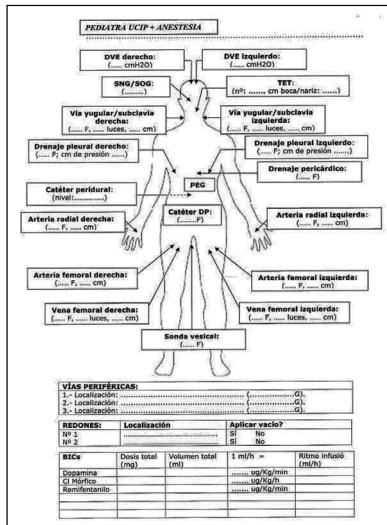 PEDIATRÍA UCIP + ANESTESIA
DVE derecho:
(..... cmH2O)
DVE izquierdo:
(..... cmH2O)
SNG/SOG:
(.........)
TET:
(nº: ......, cm boca/nariz: ......)
Vía yugular/subclavia
derecha:
(..... F, ..... luces, ..... cm)
Vía yugular/subclavia
izquierda:
(..... F, ..... luces, ..... cm)
Drenaje pleural derecho:
(..... F; cm de presión .......)
Drenaje pleural izquierdo:
(..... F; cm de presión .......)
Drenaje pericárdico:
(..... F)
PEG
Catéter peridural:
(nivel:..............)
Catéter DP:
(........F)
Arteria radial derecha:
(..... F, ..... cm)
Arteria radial izquierda:
(..... F, ..... cm)
Arteria femoral derecha:
(..... F, ..... cm)
Arteria femoral izquierda:
(..... F, ..... cm)
Vena femoral derecha:
(..... F, ..... luces, ..... cm)
Vena femoral izquierda:
(..... F, ..... luces, ..... cm)
Sonda vesical:
(..... F)
VÍAS PERIFÉRICAS:
1.- Localización: ........................................ (.................G).
2.- Localización: ........................................ (.................G).
3.- Localización: ........................................ (.................G).
REDONES: Localización Aplicar vacío?
Nº 1 .............................. Sí No
Nº 2 .............................. Sí No
BICs Dosis total (mg) Volumen total (ml) 1 ml/h = Ritmo infusió (ml/h)
Dopamina ....... ug/Kg/min
Cl Mórfico ....... ug/Kg/h
Remifentanilo ....... ug/Kg/min